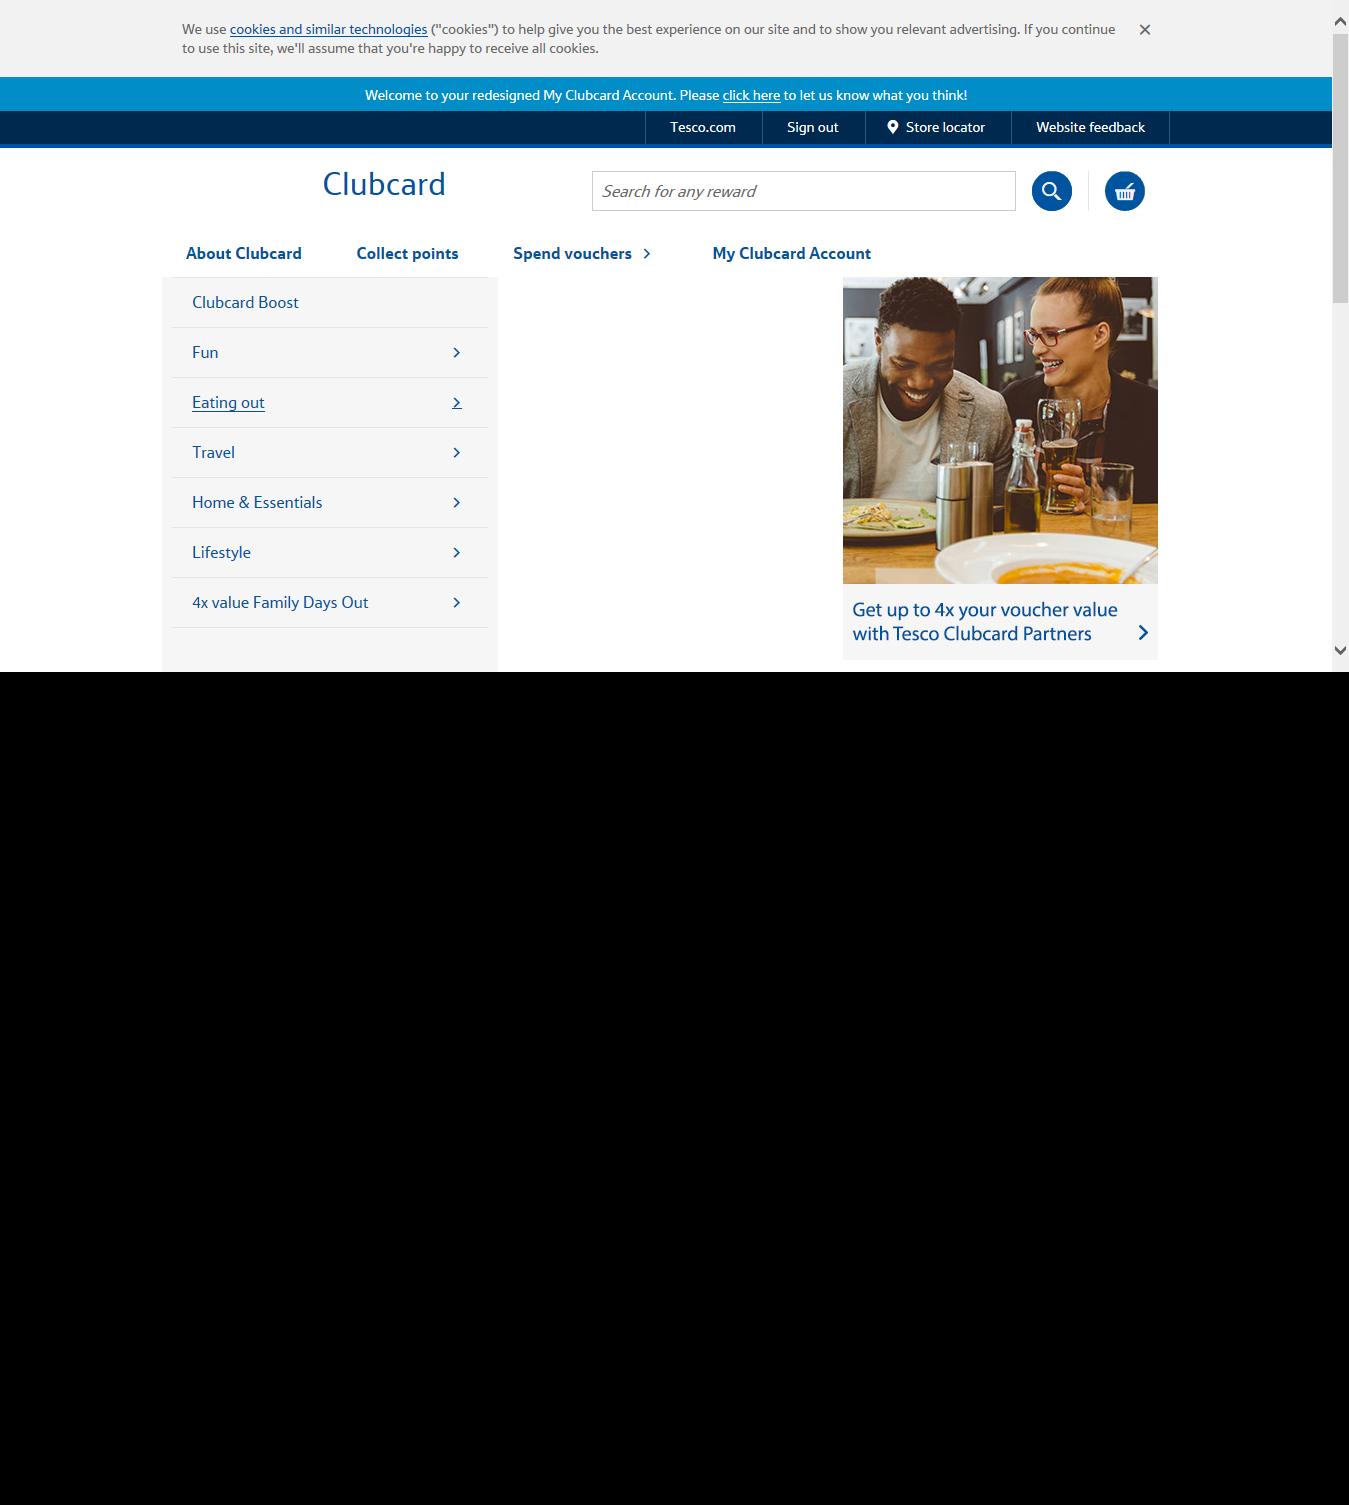 We use cookies and similar technologies ("cookies") to help give you the best experience on our site and to show you relevant advertising. If you continue
to use this site, we'll assume that you're happy to receive all cookies.
Welcome to your redesigned My Clubcard Account. Please click here to let us know what you think!
Tesco.com
Sign out
Store locator
Website feedback
Clubcard
Search for any reward
About Clubcard
Collect points
Spend vouchers
My Clubcard Account
Clubcard Boost
Fun
Eating out
Travel
Home & Essentials
Lifestyle
4x value Family Days Out
Get up to 4x your voucher value
with Tesco Clubcard Partners